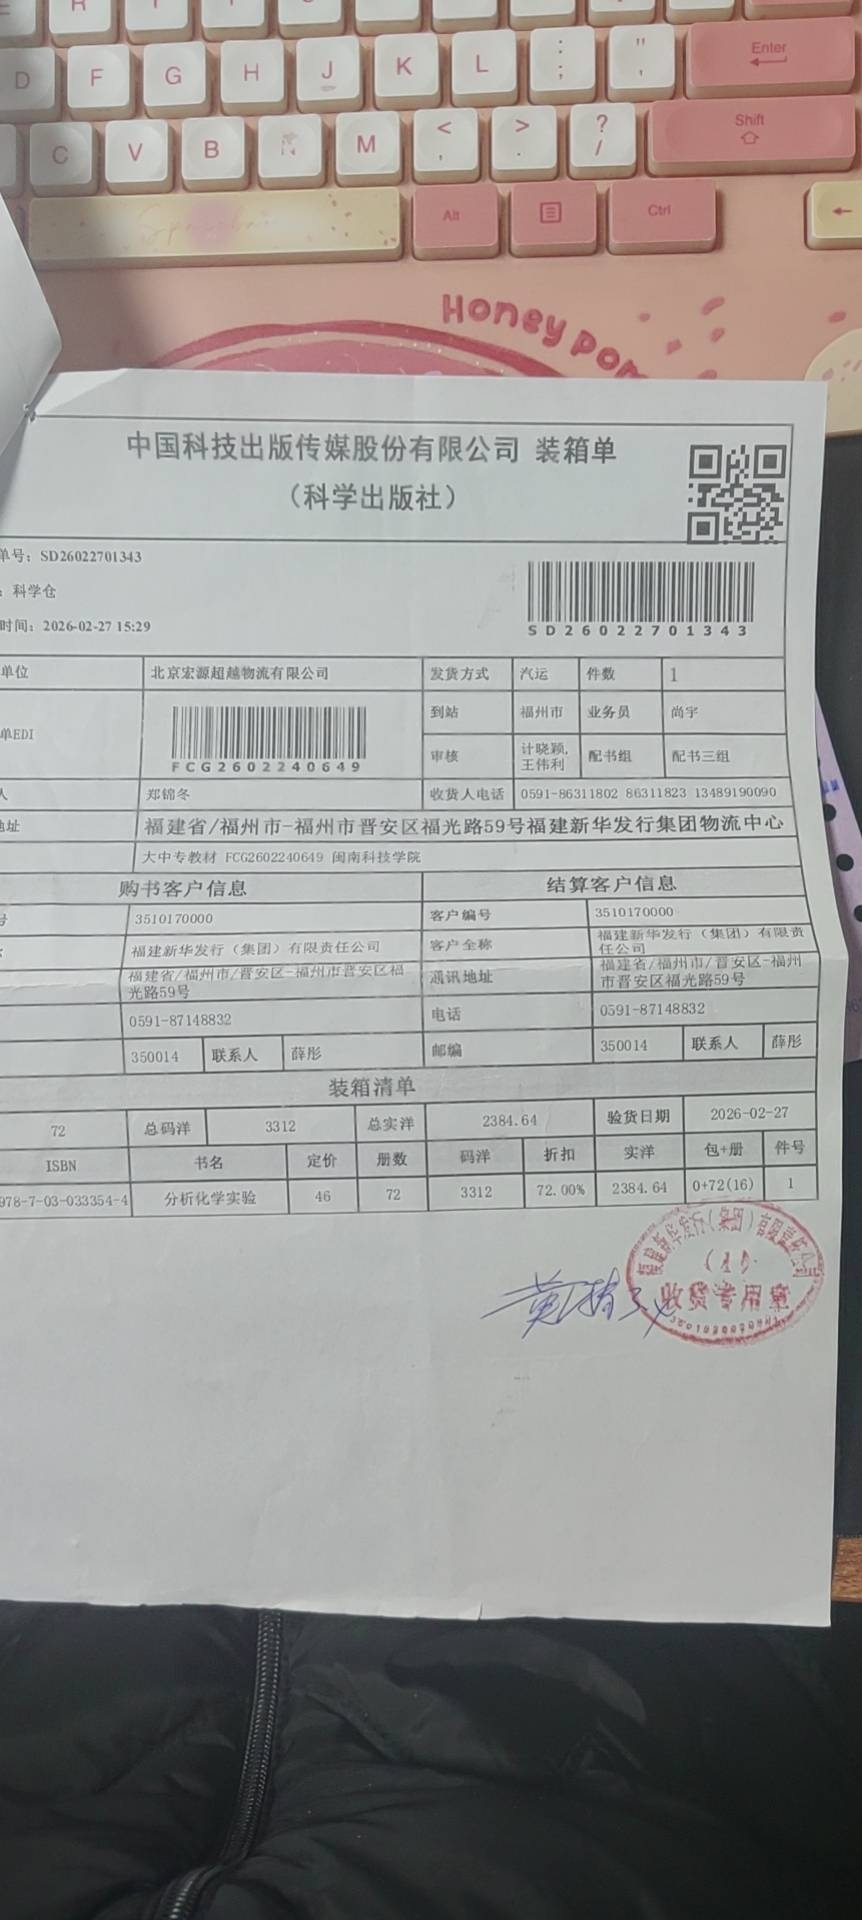 D F G H J K L : ; " ' Enter
C V B M < , > . ? / Shift
Alt Ctrl
Honey
中国科技出版传媒股份有限公司 装箱单
（科学出版社）
单号: SD26022701343
: 科学仓
时间: 2026-02-27 15:29
SD26022701343
单位 北京宏源超越物流有限公司 发货方式 汽运 件数 1
单EDI FCG2602240649 到站 福州市 业务员 尚宇
审核 计晓颖,王伟利 配书组 配书三组
人 郑锦冬 收货人电话 0591-86311802 86311823 13489190090
地址 福建省/福州市-福州市晋安区福光路59号福建新华发行集团物流中心
大中专教材 FCG2602240649 闽南科技学院
购书客户信息 结算客户信息
号 3510170000 客户编号 3510170000
福建新华发行（集团）有限责任公司 客户全称 福建新华发行（集团）有限责任公司
福建省/福州市/晋安区-福州市晋安区福光路59号 通讯地址 福建省/福州市/晋安区-福州市晋安区福光路59号
0591-87148832 电话 0591-87148832
350014 联系人 薛彤 邮编 350014 联系人 薛彤
装箱清单
72 总码洋 3312 总实洋 2384.64 验货日期 2026-02-27
ISBN 书名 定价 册数 码洋 折扣 实洋 包+册 件号
978-7-03-033354-4 分析化学实验 46 72 3312 72.00% 2384.64 0+72(16) 1
收货专用章